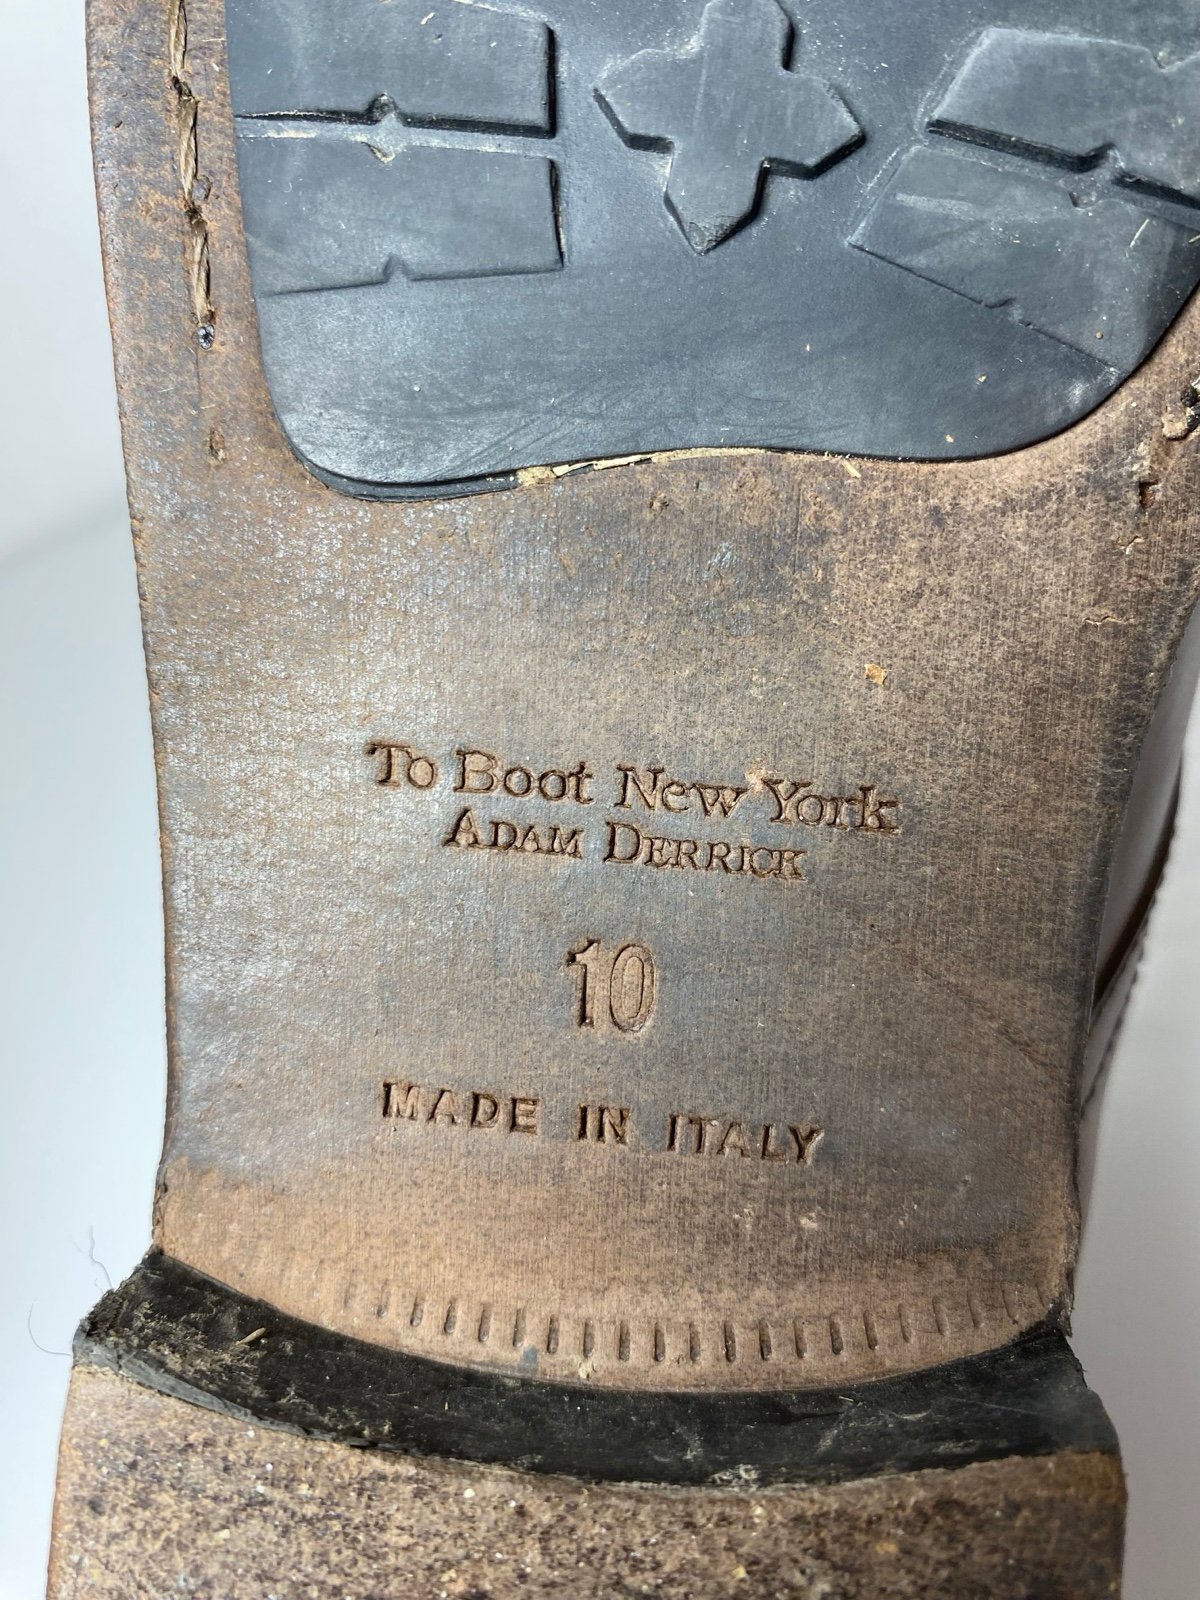 To Boot New York
ADAM DERRICK
10
MADE IN ITALY